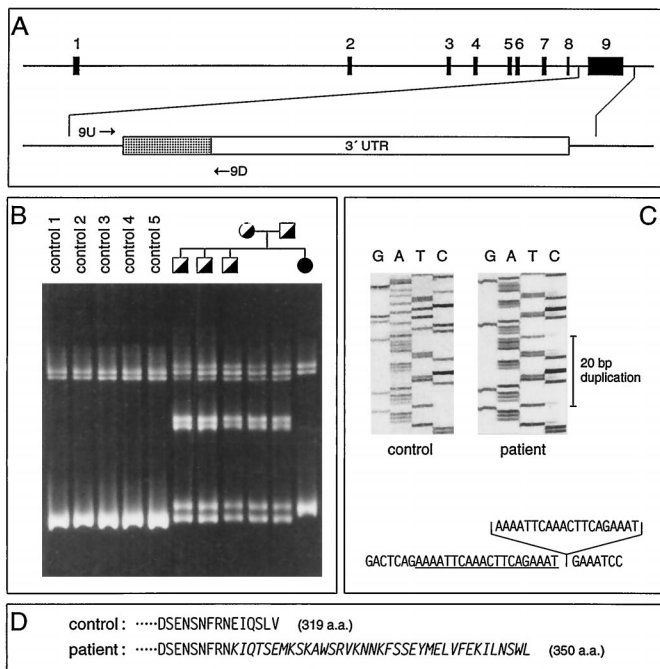 A
1 2 3 4 5 6 7 8 9
9U →
3´ UTR
←9D
B
control 1
control 2
control 3
control 4
control 5
C
G A T C G A T C
20 bp
duplication
control patient
AAAATTCAAACTTCAGAAAT
GACTCAGAAAATTCAAACTTCAGAAAT GAAATCC
D
control : ·····DSENSNFRNEIQSLV (319 a.a.)
patient : ·····DSENSNFRNKIQTSEMKSKAWSRVKNNKFSSEYMELVFEKILNSWL (350 a.a.)